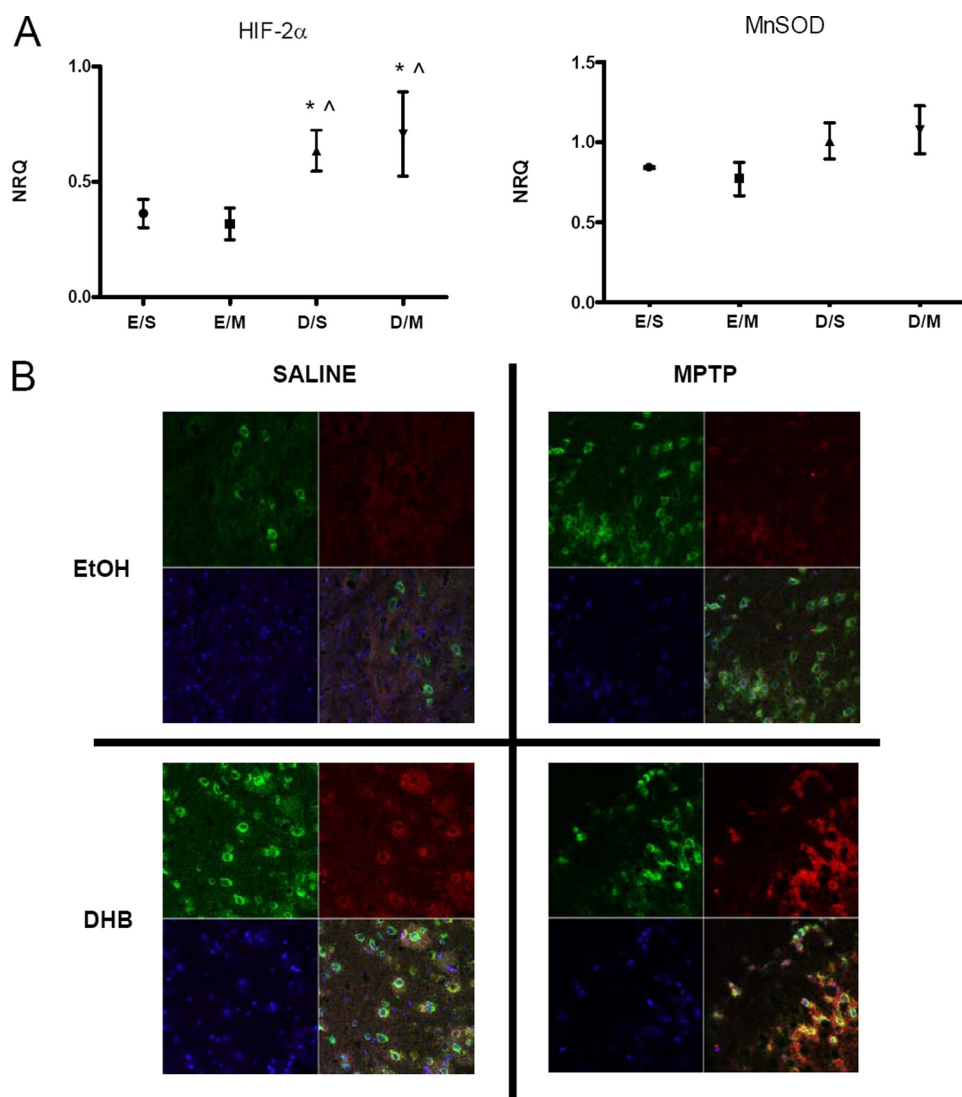 A
HIF-2α
1.0
0.5
0.0
NRQ
* ^
* ^
E/S E/M D/S D/M
MnSOD
1.5
1.0
0.5
0.0
NRQ
E/S E/M D/S D/M
B
SALINE MPTP
EtOH
DHB